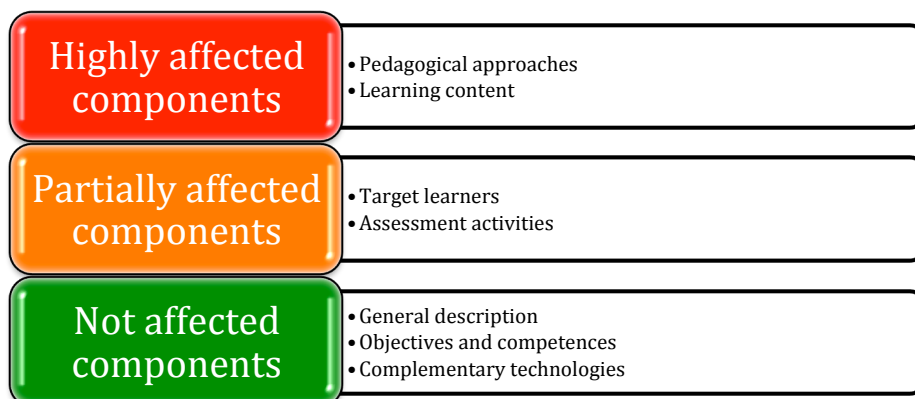 Highly affected
components
• Pedagogical approaches
• Learning content
Partially affected
components
• Target learners
• Assessment activities
Not affected
components
• General description
• Objectives and competences
• Complementary technologies